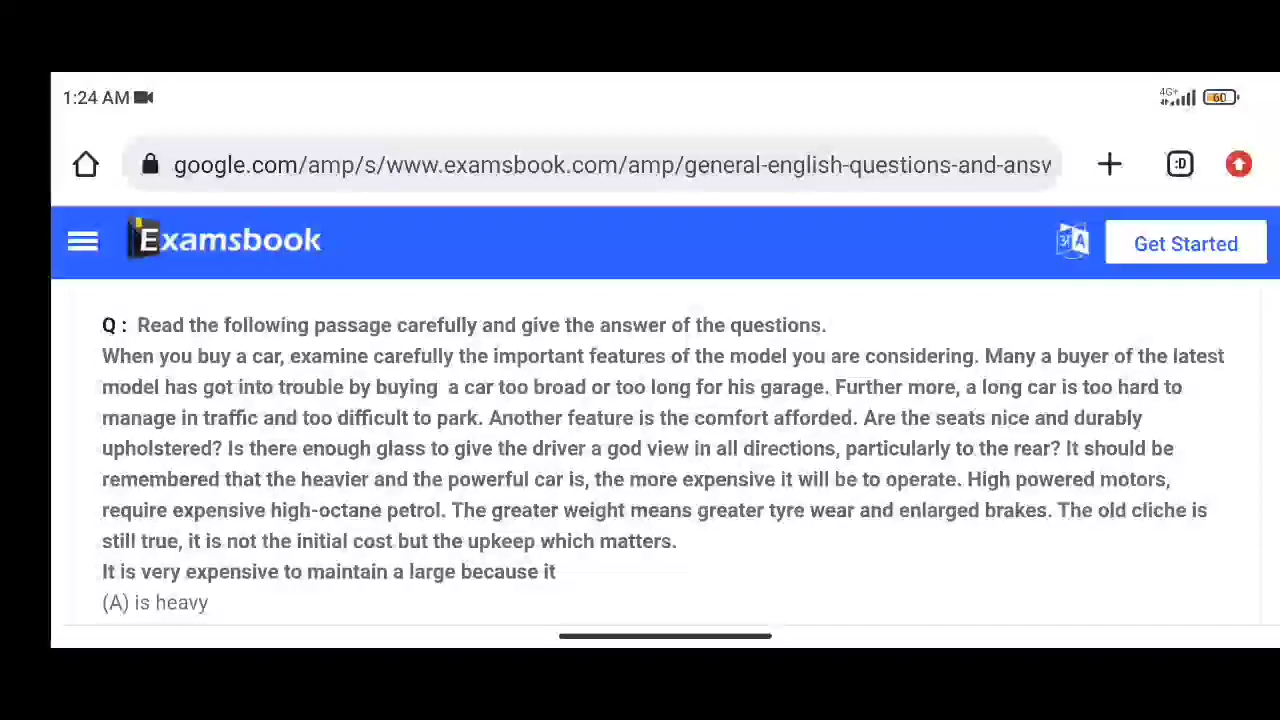 1:24 AM
4G+
60
google.com/amp/s/www.examsbook.com/amp/general-english-questions-and-answ
:D
Examsbook
Get Started
Q : Read the following passage carefully and give the answer of the questions.
When you buy a car, examine carefully the important features of the model you are considering. Many a buyer of the latest
model has got into trouble by buying a car too broad or too long for his garage. Further more, a long car is too hard to
manage in traffic and too difficult to park. Another feature is the comfort afforded. Are the seats nice and durably
upholstered? Is there enough glass to give the driver a god view in all directions, particularly to the rear? It should be
remembered that the heavier and the powerful car is, the more expensive it will be to operate. High powered motors,
require expensive high-octane petrol. The greater weight means greater tyre wear and enlarged brakes. The old cliche is
still true, it is not the initial cost but the upkeep which matters.
It is very expensive to maintain a large because it
(A) is heavy